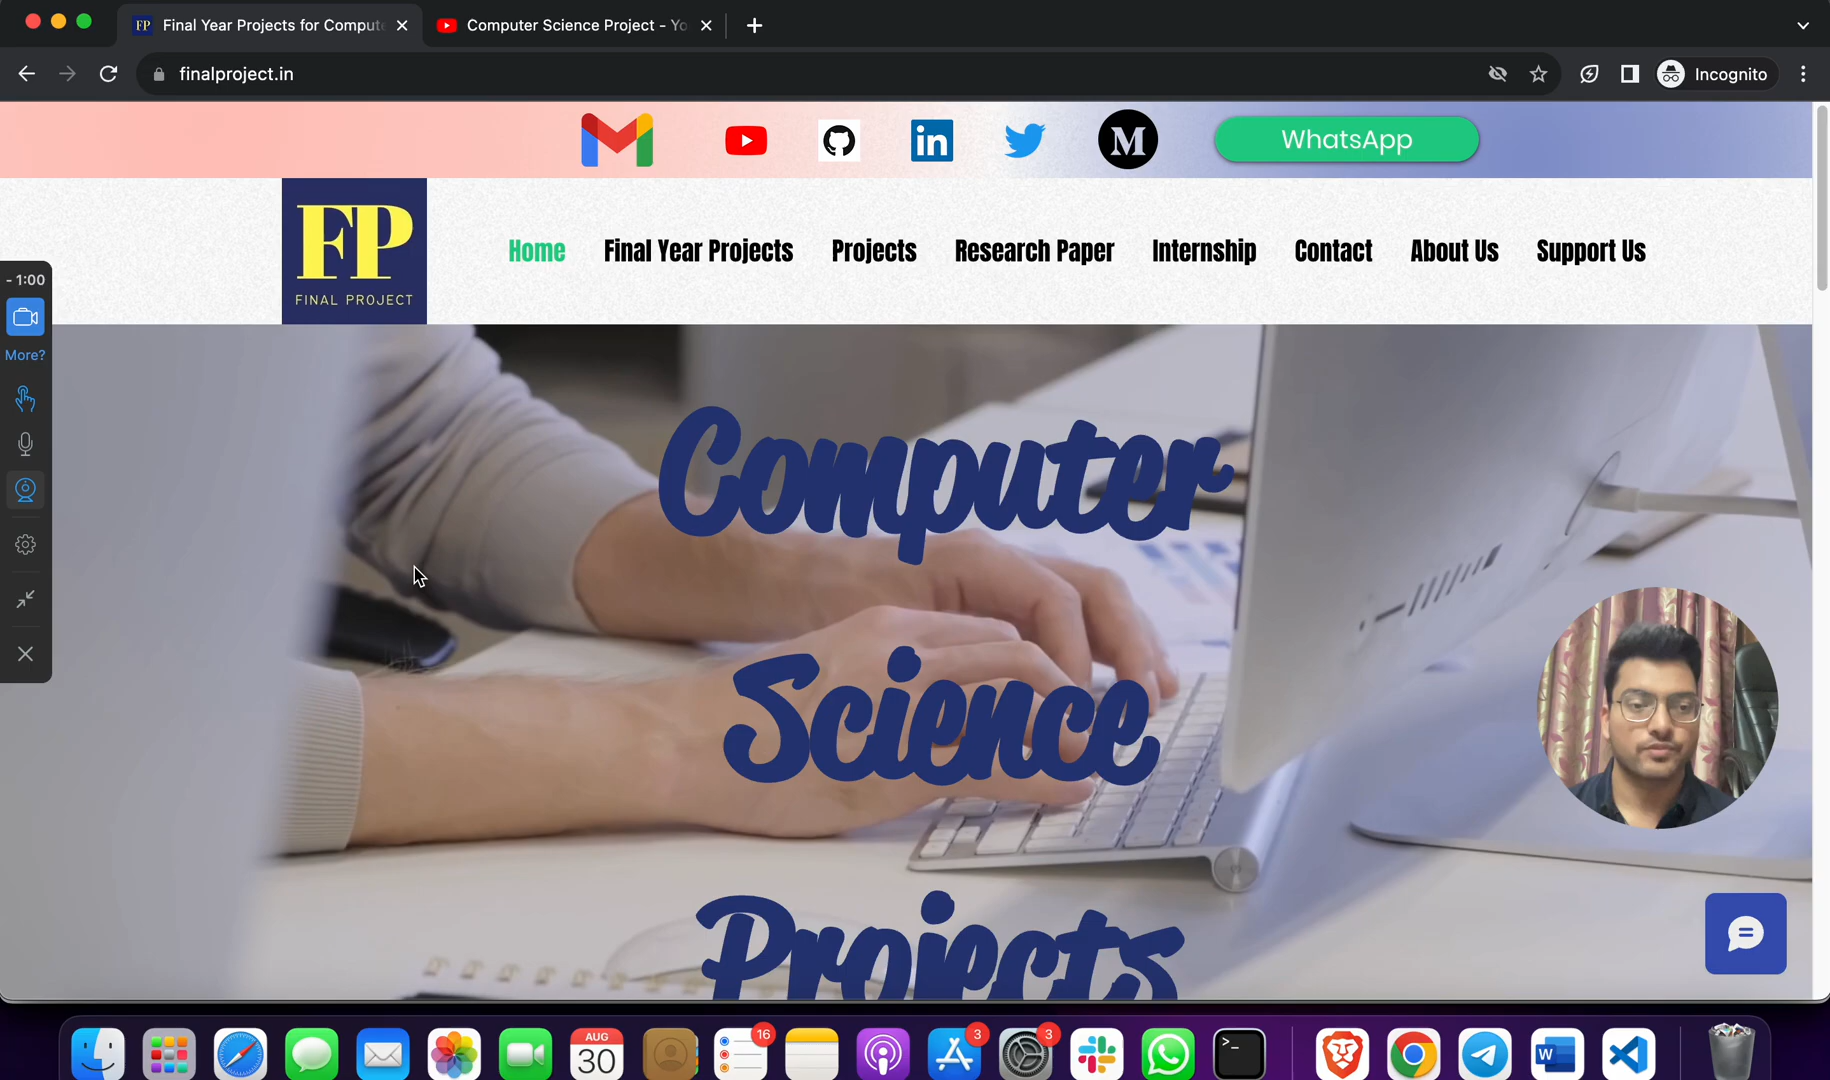 Final Year Projects for Compute
Computer Science Project - Yo
finalproject.in
Incognito
M
in
M
WhatsApp
FP
FINAL PROJECT
Home
Final Year Projects
Projects
Research Paper
Internship
Contact
About Us
Support Us
- 1:00
More?
Computer
Science
Projects
AUG
30
16
3
3
>_
W